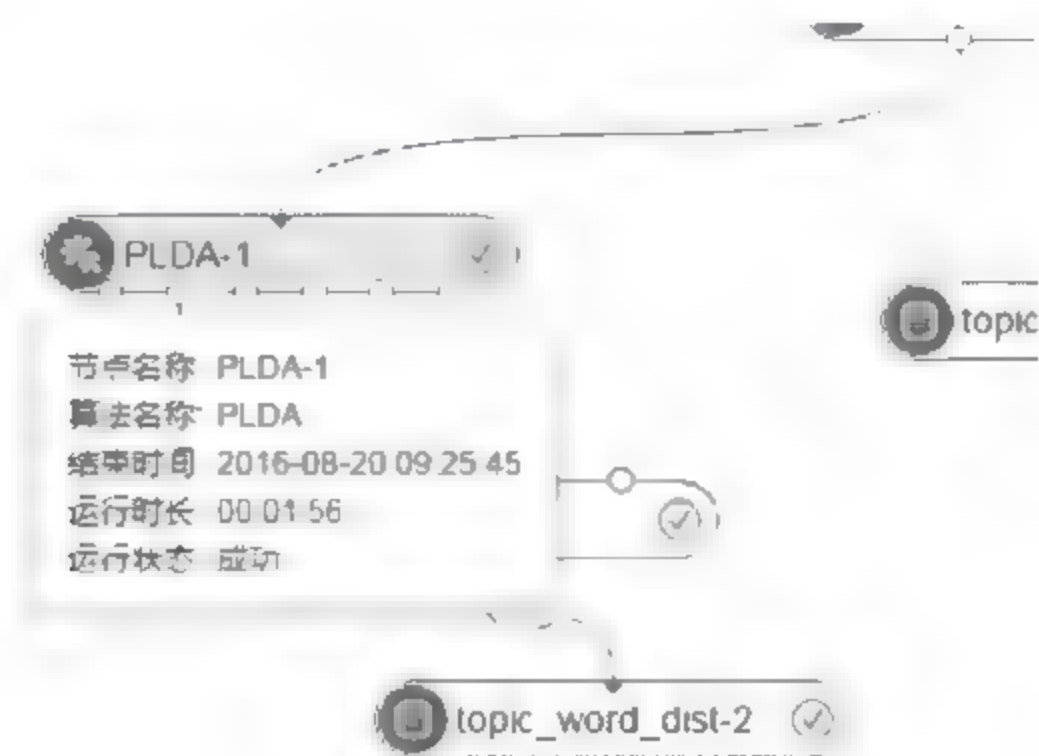 PLDA-1
topic
节点名称 PLDA-1
算法名称 PLDA
结束时间 2016-08-20 09:25:45
运行时长 00:01:56
运行状态 成功
topic_word_dist-2